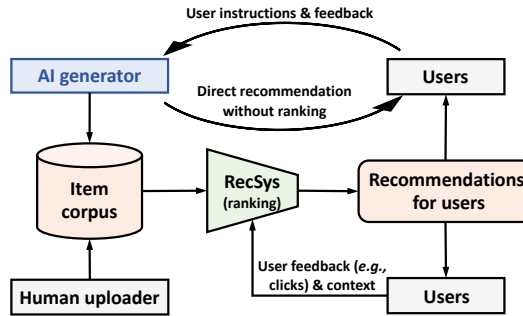 User instructions & feedback
AI generator
Users
Direct recommendation
without ranking
Item
corpus
RecSys
(ranking)
Recommendations
for users
User feedback (e.g.,
clicks) & context
Human uploader
Users